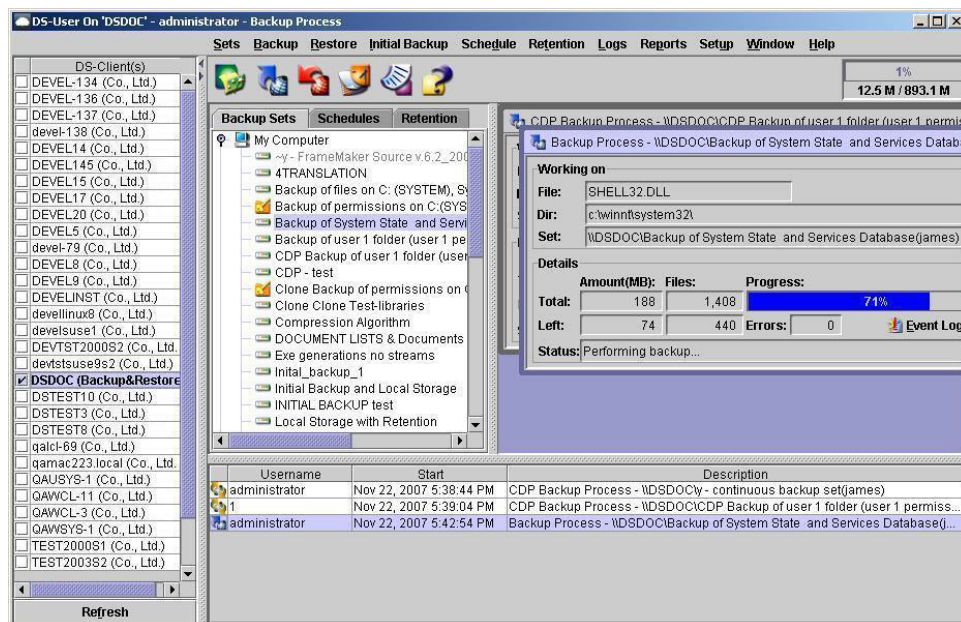 DS-User On 'DSDOC' - administrator - Backup Process
Sets Backup Restore Initial Backup Schedule Retention Logs Reports Setup Window Help
DS-Client(s)
DEVEL-134 (Co., Ltd.)
DEVEL-136 (Co., Ltd.)
DEVEL-137 (Co., Ltd.)
devel-138 (Co., Ltd.)
DEVEL14 (Co., Ltd.)
DEVEL145 (Co., Ltd.)
DEVEL15 (Co., Ltd.)
DEVEL17 (Co., Ltd.)
DEVEL20 (Co., Ltd.)
DEVEL5 (Co., Ltd.)
devel-79 (Co., Ltd.)
DEVEL8 (Co., Ltd.)
DEVEL9 (Co., Ltd.)
DEVELINST (Co., Ltd.)
devellinux8 (Co., Ltd.)
develsuse1 (Co., Ltd.)
DEVTST2000S2 (Co., Ltd.
devtstsuse9s2 (Co., Ltd.)
DSDOC (Backup&Restore
DSTEST10 (Co., Ltd.)
DSTEST3 (Co., Ltd.)
DSTEST8 (Co., Ltd.)
qalcl-69 (Co., Ltd.)
qamac223.local (Co., Ltd.
QAUSYS-1 (Co., Ltd.)
QAWCL-11 (Co., Ltd.)
QAWCL-3 (Co., Ltd.)
QAWSYS-1 (Co., Ltd.)
TEST2000S1 (Co., Ltd.)
TEST2003S2 (Co., Ltd.)
Refresh
1%
12.5 M / 893.1 M
Backup Sets Schedules Retention
My Computer
~y - FrameMaker Source v.6.2_200
4TRANSLATION
Backup of files on C: (SYSTEM), Sy
Backup of permissions on C:(SYS
Backup of System State and Servi
Backup of user 1 folder (user 1 pe
CDP Backup of user 1 folder (user
CDP - test
Clone Backup of permissions on
Clone Clone Test-libraries
Compression Algorithm
DOCUMENT LISTS & Documents
Exe generations no streams
Inital_backup_1
Initial Backup and Local Storage
INITIAL BACKUP test
Local Storage with Retention
CDP Backup Process - \\DSDOC\CDP Backup of user 1 folder (user 1 permis
Backup Process - \\DSDOC\Backup of System State and Services Datab
Working on
File: SHELL32.DLL
Dir: c:\winnt\system32\
Set: \\DSDOC\Backup of System State and Services Database(james)
Details
Amount(MB): Files: Progress:
Total: 188 1,408 71%
Left: 74 440 Errors: 0 Event Log
Status: Performing backup...
Username Start Description
administrator Nov 22, 2007 5:38:44 PM CDP Backup Process - \\DSDOC\y - continuous backup set(james)
1 Nov 22, 2007 5:39:04 PM CDP Backup Process - \\DSDOC\CDP Backup of user 1 folder (user 1 permiss...
administrator Nov 22, 2007 5:42:54 PM Backup Process - \\DSDOC\Backup of System State and Services Database(j...